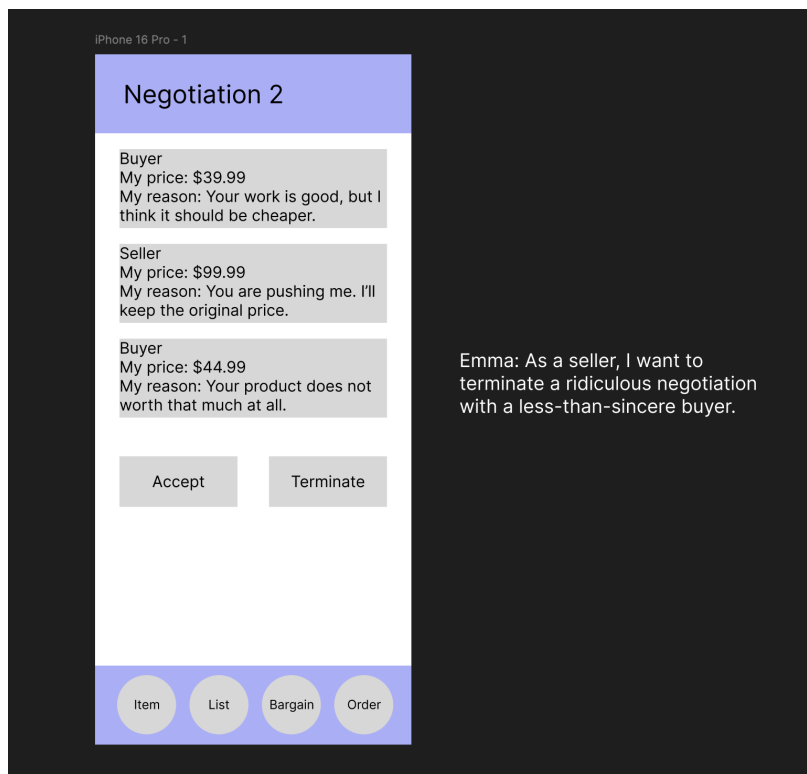 iPhone 16 Pro - 1
Negotiation 2
Buyer
My price: $39.99
My reason: Your work is good, but I
think it should be cheaper.
Seller
My price: $99.99
My reason: You are pushing me. I'll
keep the original price.
Buyer
My price: $44.99
My reason: Your product does not
worth that much at all.
Accept
Terminate
Emma: As a seller, I want to
terminate a ridiculous negotiation
with a less-than-sincere buyer.
Item
List
Bargain
Order